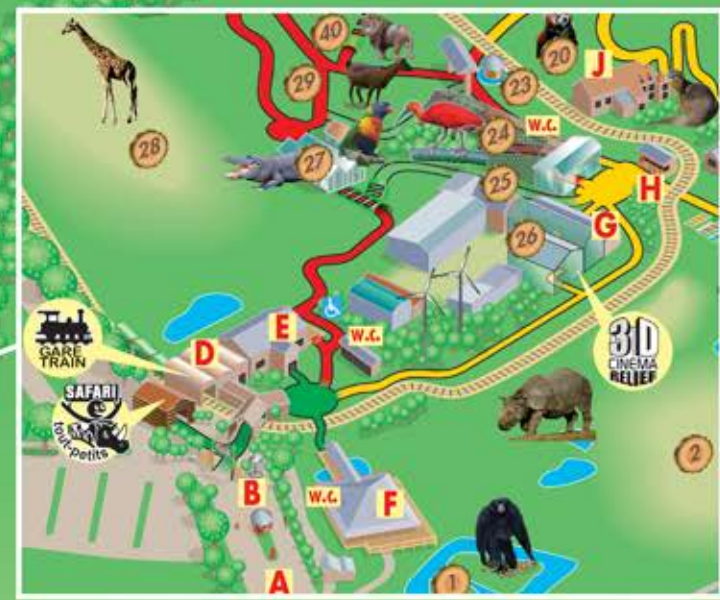 40
20
J
29
23
24
W.C.
28
27
25
H
G
26
GARE
TRAIN
D
E
W.C.
3D
CINEMA
RELIEF
SAFARI
tout-petits
2
B
W.C.
F
A
1